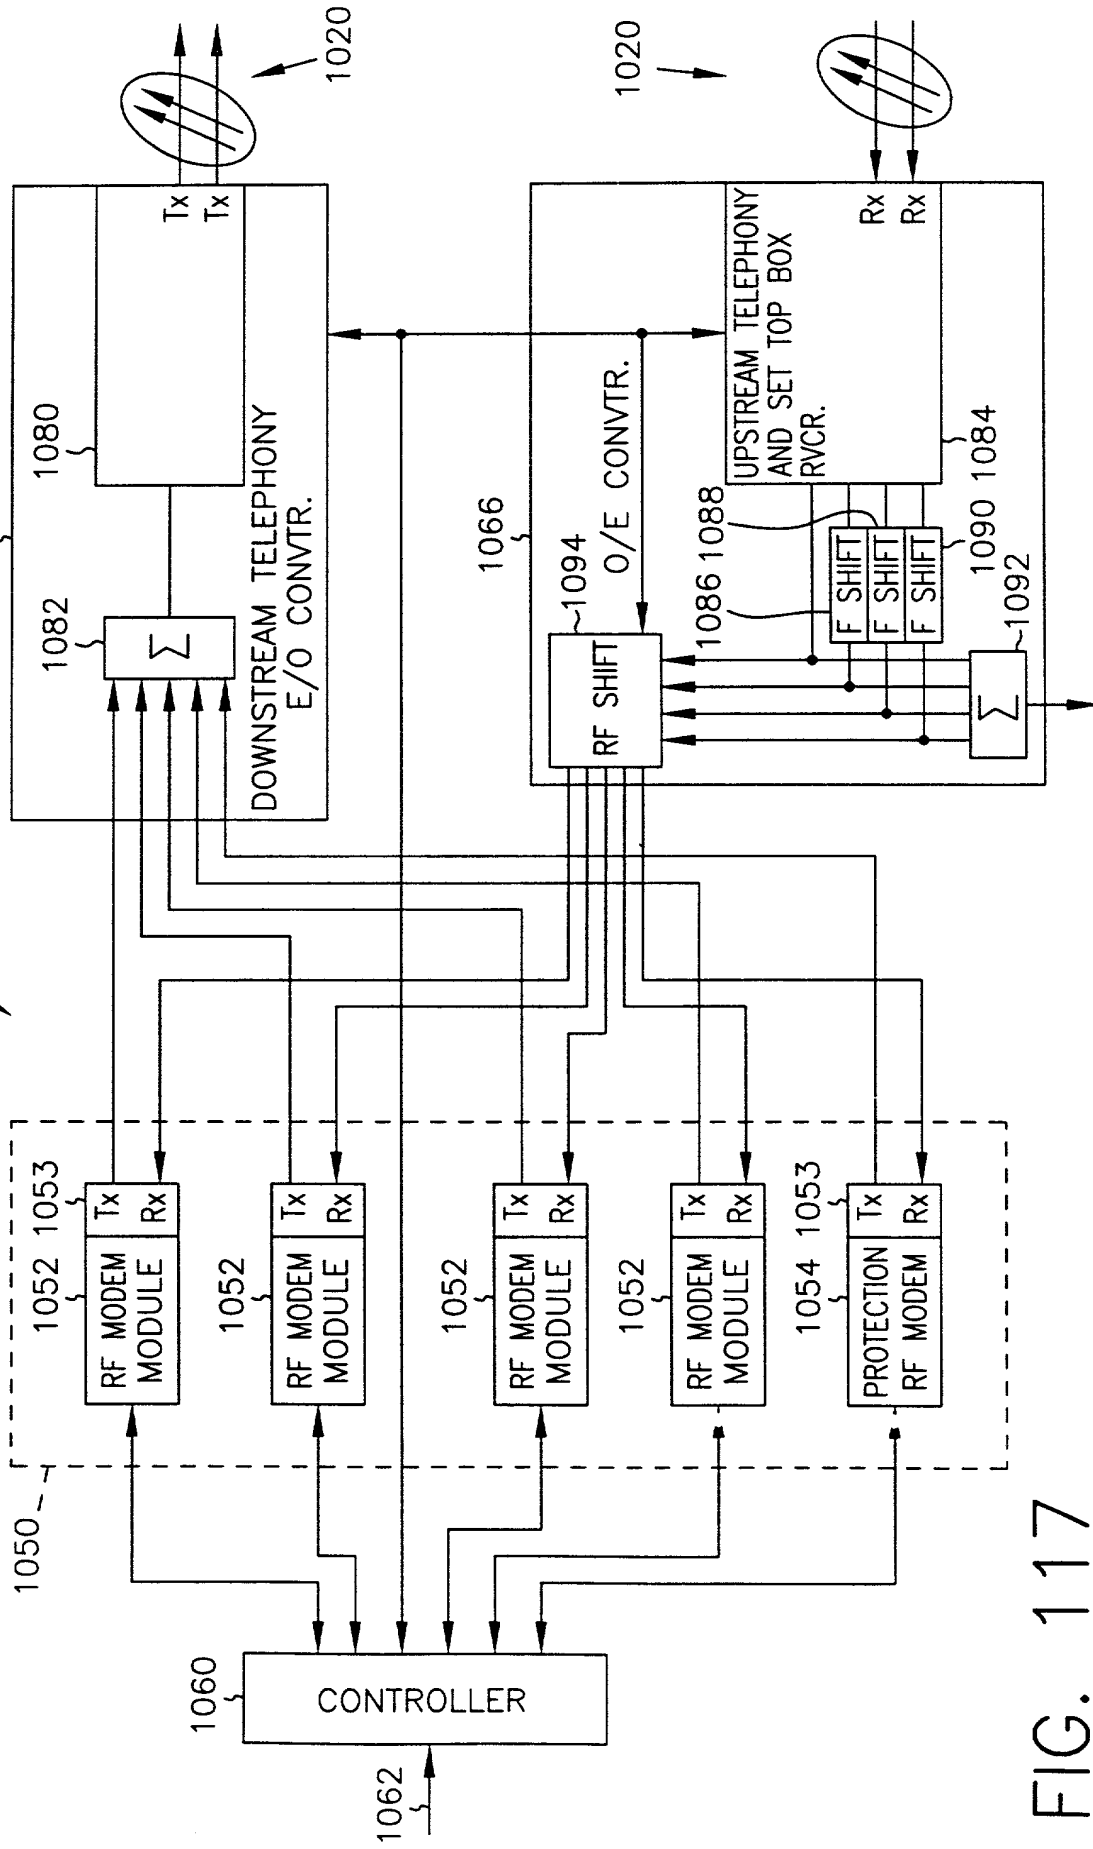 1050
1060
CONTROLLER
1062
1052
1053
RF MODEM
MODULE
Tx
Rx
1052
RF MODEM
MODULE
Tx
Rx
1052
RF MODEM
MODULE
Tx
Rx
1052
RF MODEM
MODULE
Tx
Rx
1054
1053
PROTECTION
RF MODEM
Tx
Rx
1082
Σ
1080
Tx
Tx
DOWNSTREAM TELEPHONY
E/O CONVTR.
1020
1066
1094
RF SHIFT
O/E CONVTR.
1086
1088
F SHIFT
F SHIFT
F SHIFT
1090
1092
Σ
UPSTREAM TELEPHONY
AND SET TOP BOX
RVCR.
1084
Rx
Rx
1020
FIG. 117